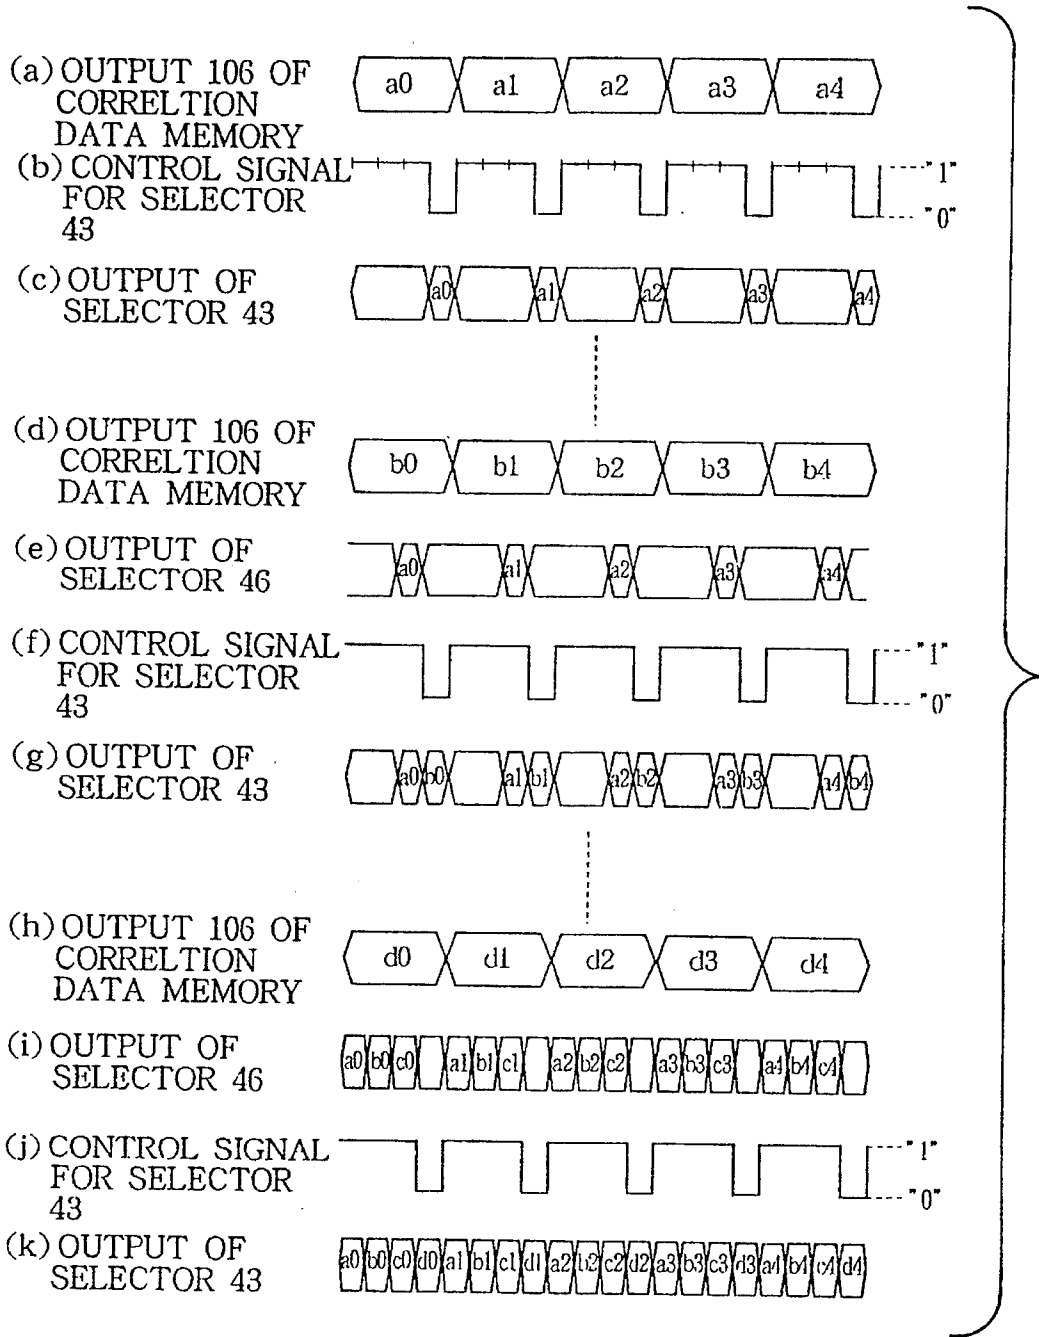 (a) OUTPUT 106 OF
CORRELTION
DATA MEMORY
a0 a1 a2 a3 a4
(b) CONTROL SIGNAL
FOR SELECTOR
43
"1"
"0"
(c) OUTPUT OF
SELECTOR 43
a0 a1 a2 a3 a4
(d) OUTPUT 106 OF
CORRELTION
DATA MEMORY
b0 b1 b2 b3 b4
(e) OUTPUT OF
SELECTOR 46
a0 a1 a2 a3 a4
(f) CONTROL SIGNAL
FOR SELECTOR
43
"1"
"0"
(g) OUTPUT OF
SELECTOR 43
a0 b0 a1 b1 a2 b2 a3 b3 a4 b4
(h) OUTPUT 106 OF
CORRELTION
DATA MEMORY
d0 d1 d2 d3 d4
(i) OUTPUT OF
SELECTOR 46
a0 b0 c0 a1 b1 c1 a2 b2 c2 a3 b3 c3 a4 b4 c4
(j) CONTROL SIGNAL
FOR SELECTOR
43
"1"
"0"
(k) OUTPUT OF
SELECTOR 43
a0 b0 c0 d0 a1 b1 c1 d1 a2 b2 c2 d2 a3 b3 c3 d3 a4 b4 c4 d4